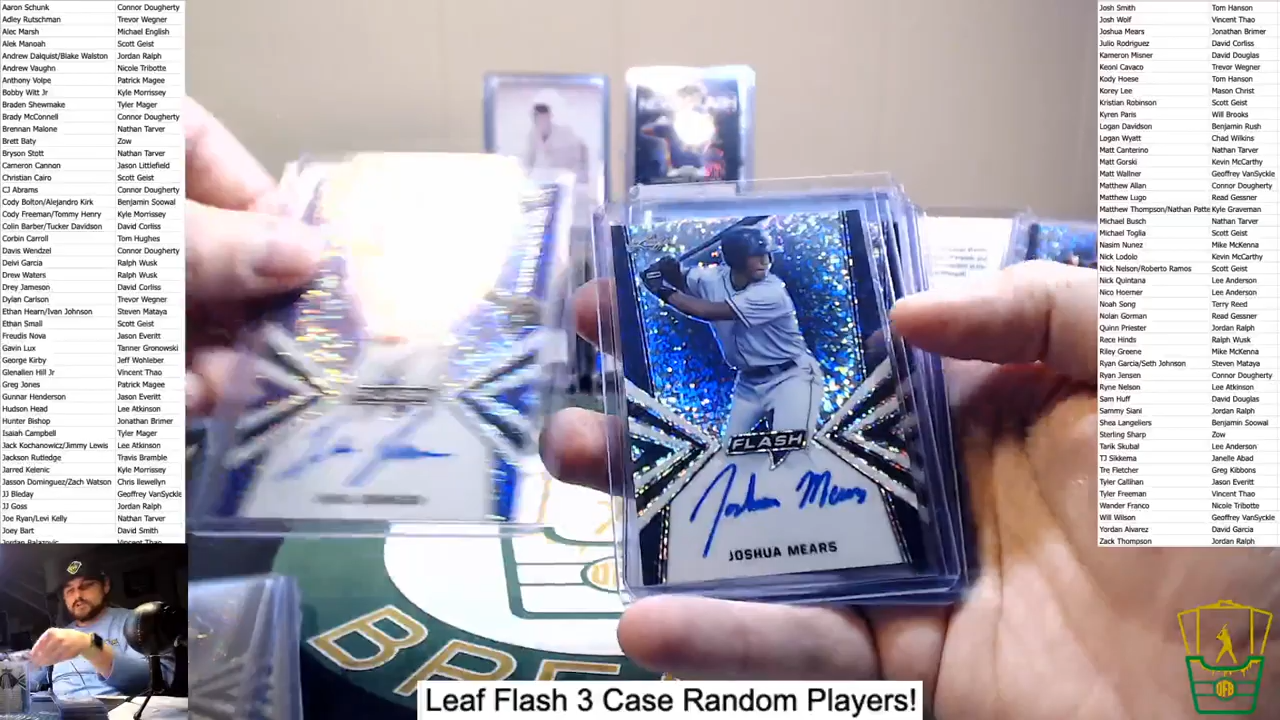 Aaron Schunk Connor Dougherty
Adley Rutschman Trevor Wegner
Alec Marsh Michael English
Alek Manoah Scott Geist
Andrew Dalquist/Blake Walston Jordan Ralph
Andrew Vaughn Nicole Tribotte
Anthony Volpe Patrick Magee
Bobby Witt Jr Kyle Morrissey
Braden Shewmake Tyler Mager
Brady McConnell Connor Dougherty
Brennan Malone Nathan Tarver
Brett Baty Zow
Bryson Stott Nathan Tarver
Cameron Cannon Jason Littlefield
Christian Cairo Scott Geist
CJ Abrams Connor Dougherty
Cody Bolton/Alejandro Kirk Benjamin Soowal
Cody Freeman/Tommy Henry Kyle Morrissey
Colin Barber/Tucker Davidson David Corliss
Corbin Carroll Tom Hughes
Davis Wendzel Connor Dougherty
Deivi Garcia Ralph Wusk
Drew Waters Ralph Wusk
Drey Jameson David Corliss
Dylan Carlson Trevor Wegner
Ethan Hearn/Ivan Johnson Steven Mataya
Ethan Small Scott Geist
Freudis Nova Jason Everitt
Gavin Lux Tanner Gronowski
George Kirby Jeff Wohleber
Glenallen Hill Jr Vincent Thao
Greg Jones Patrick Magee
Gunnar Henderson Jason Everitt
Hudson Head Lee Atkinson
Hunter Bishop Jonathan Brimer
Isaiah Campbell Tyler Mager
Jack Kochanowicz/Jimmy Lewis Lee Atkinson
Jackson Rutledge Travis Bramble
Jarred Kelenic Kyle Morrissey
Jasson Dominguez/Zach Watson Chris llewellyn
JJ Bleday Geoffrey VanSyckle
JJ Goss Jordan Ralph
Joe Ryan/Levi Kelly Nathan Tarver
Joey Bart David Smith
Jordan Balazovic Vincent Thao
FLASH
Joshua Mears
JOSHUA MEARS
Leaf Flash 3 Case Random Players!
Josh Smith Tom Hanson
Josh Wolf Vincent Thao
Joshua Mears Jonathan Brimer
Julio Rodriguez David Corliss
Kameron Misner David Douglas
Keoni Cavaco Trevor Wegner
Kody Hoese Tom Hanson
Korey Lee Mason Christ
Kristian Robinson Scott Geist
Kyren Paris Will Brooks
Logan Davidson Benjamin Rush
Logan Wyatt Chad Wilkins
Matt Canterino Nathan Tarver
Matt Gorski Kevin McCarthy
Matt Wallner Geoffrey VanSyckle
Matthew Allan Connor Dougherty
Matthew Lugo Read Gessner
Matthew Thompson/Nathan Patte Kyle Graveman
Michael Busch Nathan Tarver
Michael Toglia Scott Geist
Nasim Nunez Mike McKenna
Nick Lodolo Kevin McCarthy
Nick Nelson/Roberto Ramos Scott Geist
Nick Quintana Lee Anderson
Nico Hoerner Lee Anderson
Noah Song Terry Reed
Nolan Gorman Read Gessner
Quinn Priester Jordan Ralph
Rece Hinds Ralph Wusk
Riley Greene Mike McKenna
Ryan Garcia/Seth Johnson Steven Mataya
Ryan Jensen Connor Dougherty
Ryne Nelson Lee Atkinson
Sam Huff David Douglas
Sammy Siani Jordan Ralph
Shea Langeliers Benjamin Soowal
Sterling Sharp Zow
Tarik Skubal Lee Anderson
TJ Sikkema Janelle Abad
Tre Fletcher Greg Kibbons
Tyler Callihan Jason Everitt
Tyler Freeman Vincent Thao
Wander Franco Nicole Tribotte
Will Wilson Geoffrey VanSyckle
Yordan Alvarez David Garcia
Zack Thompson Jordan Ralph